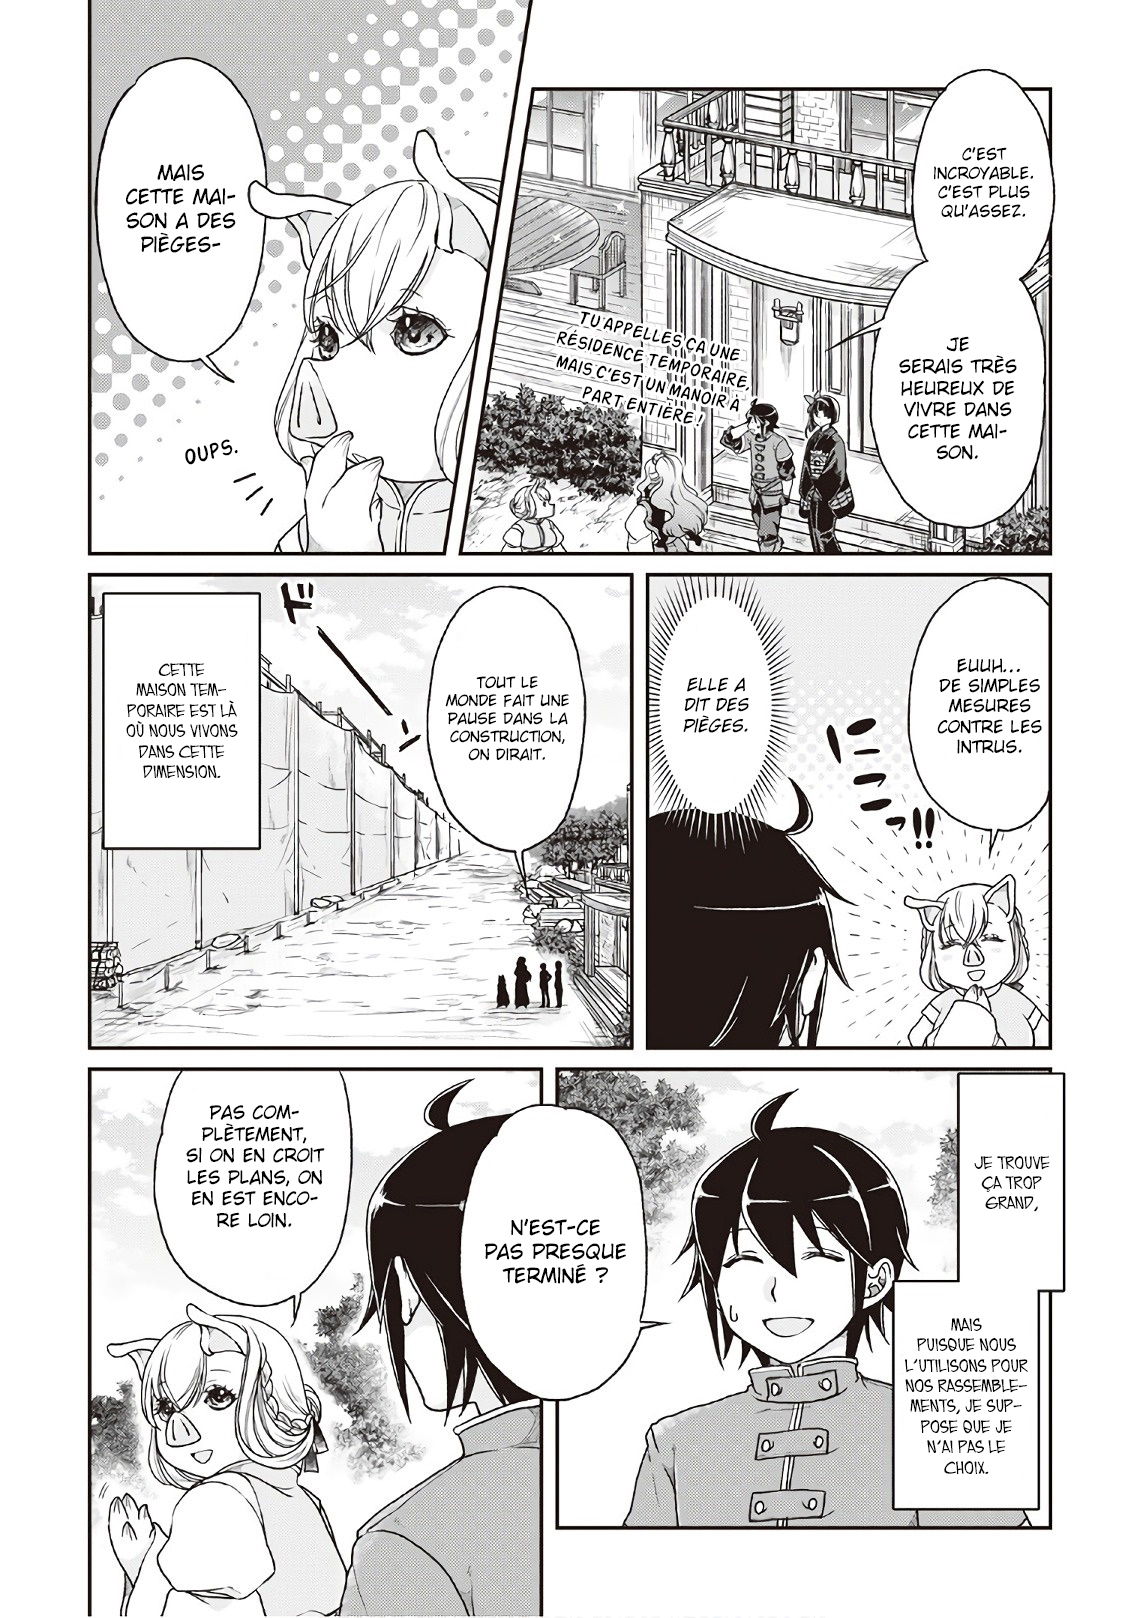 C'EST
INCROYABLE.
C'EST PLUS
QU'ASSEZ.
JE
SERAIS TRÈS
HEUREUX DE
VIVRE DANS
CETTE MAI-
SON.
TU APPELLES ÇA UNE
RÉSIDENCE TEMPORAIRE,
MAIS C'EST UN MANOIR À
PART ENTIÈRE !
MAIS
CETTE MAI-
SON A DES
PIÈGES-
OUPS.
EUUH...
DE SIMPLES
MESURES
CONTRE LES
INTRUS.
ELLE A
DIT DES
PIÈGES.
!!
ド
TOUT LE
MONDE FAIT UNE
PAUSE DANS LA
CONSTRUCTION,
ON DIRAIT.
CETTE
MAISON TEM-
PORAIRE EST LÀ
OÙ NOUS VIVONS
DANS CETTE
DIMENSION.
JE TROUVE
ÇA TROP
GRAND,
MAIS
PUISQUE NOUS
L'UTILISONS POUR
NOS RASSEMBLE-
MENTS, JE SUP-
POSE QUE JE
N'AI PAS LE
CHOIX.
N'EST-CE
PAS PRESQUE
TERMINÉ ?
PAS COM-
PLÈTEMENT,
SI ON EN CROIT
LES PLANS, ON
EN EST ENCO-
RE LOIN.